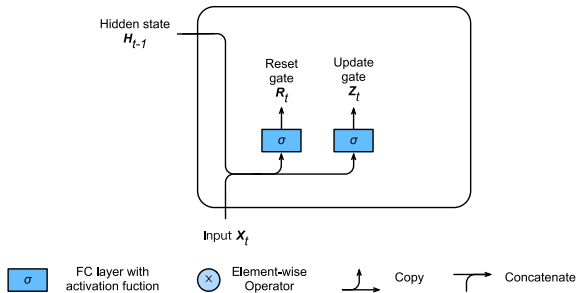 Hidden state
H_{t-1}
Reset
gate
R_t
Update
gate
Z_t
σ
σ
Input X_t
σ
FC layer with
activation fuction
×
Element-wise
Operator
Copy
Concatenate